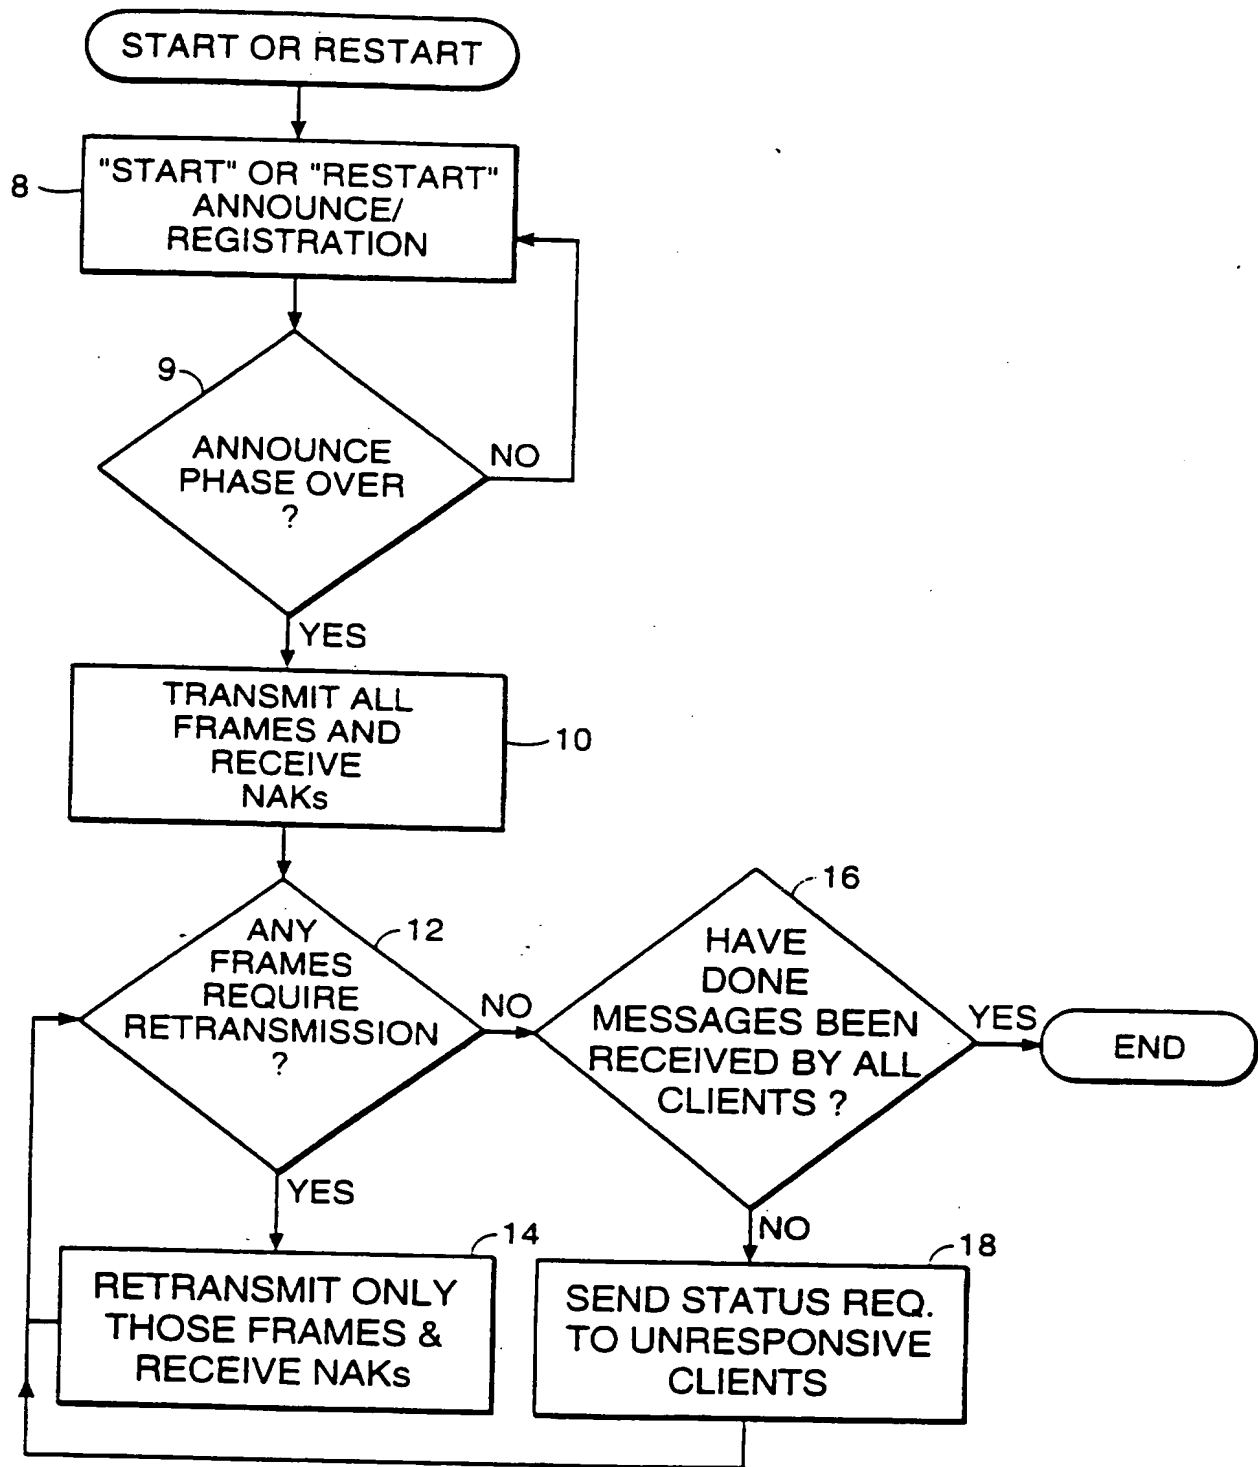 START OR RESTART
"START" OR "RESTART"
ANNOUNCE/
REGISTRATION
8
9
ANNOUNCE
PHASE OVER
?
NO
YES
TRANSMIT ALL
FRAMES AND
RECEIVE
NAKs
10
ANY
FRAMES
REQUIRE
RETRANSMISSION
?
12
NO
YES
16
HAVE
DONE
MESSAGES BEEN
RECEIVED BY ALL
CLIENTS ?
YES
END
NO
14
RETRANSMIT ONLY
THOSE FRAMES &
RECEIVE NAKs
18
SEND STATUS REQ.
TO UNRESPONSIVE
CLIENTS